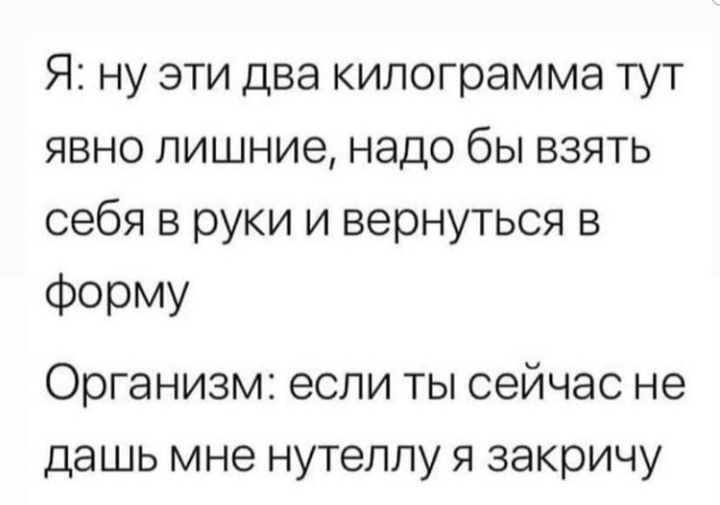 Я: ну эти два килограмма тут
явно лишние, надо бы взять
себя в руки и вернуться в
форму
Организм: если ты сейчас не
дашь мне нутеллу я закричу